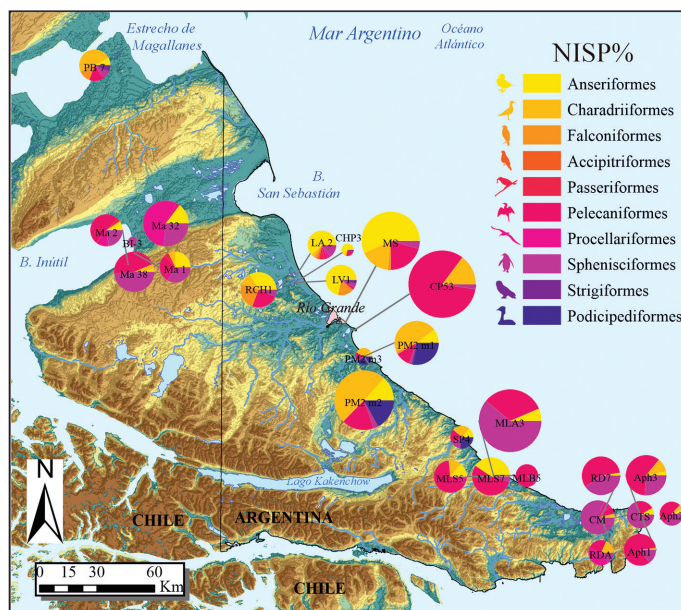 Estrecho de
Magallanes
Mar Argentino
Océano
Atlántico
NISP%
Anseriformes
Charadriiformes
Falconiformes
Accipitriformes
Passeriformes
Pelecaniformes
Procellariiformes
Sphenisciformes
Strigiformes
Podicipediformes
PB 7
B.
San Sebastián
Ma 2
Ma 32
BI-3
B. Inútil
Ma 38
Ma 1
LA 2
CHP3
MS
RCH1
LV1
CP53
Río Grande
PM2 m3
PM2 m1
PM2 m2
MLA3
SP4
MLS5
MLS7
MLB5
Lago Kakenchow
RD7
Aph3
CM
CTS
Aph2
RDA
Aph1
N
CHILE
ARGENTINA
CHILE
0 15 30 60
Km